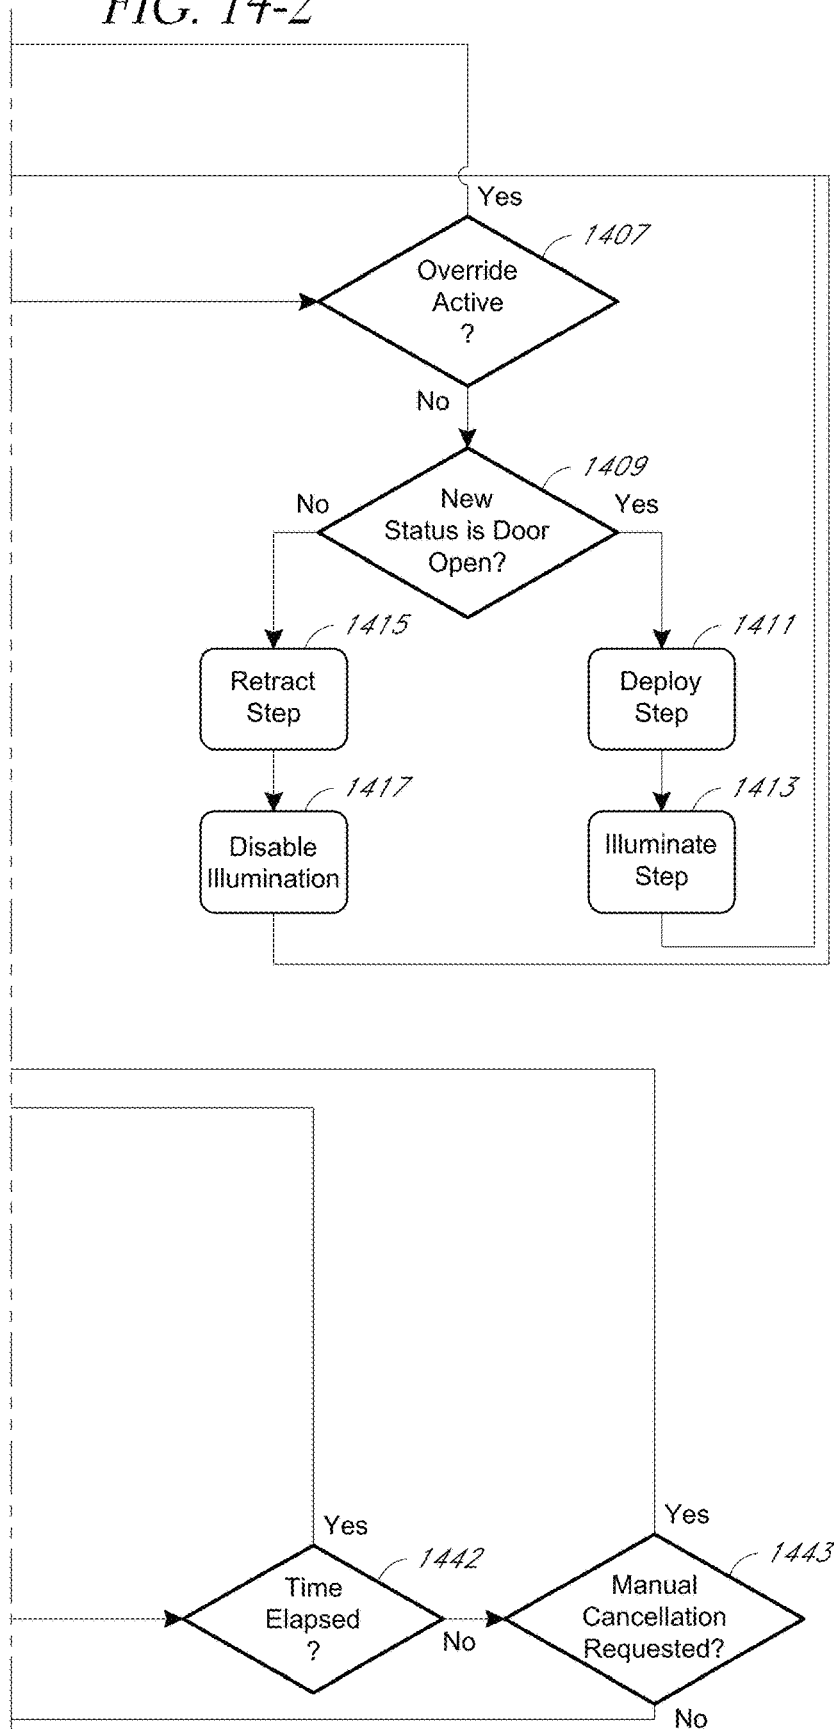 FIG. 14-2
Yes
1407
Override
Active
?
No
1409
No
New
Status is Door
Open?
Yes
1415
Retract
Step
1411
Deploy
Step
1417
Disable
Illumination
1413
Illuminate
Step
Yes
1442
Time
Elapsed
?
No
Yes
1443
Manual
Cancellation
Requested?
No